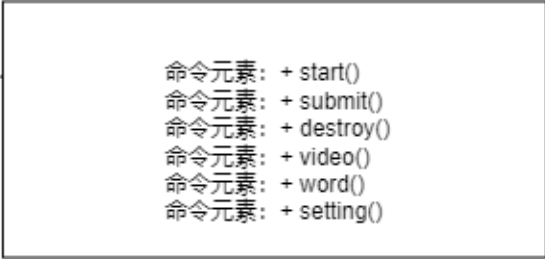 命令元素：+ start()
命令元素：+ submit()
命令元素：+ destroy()
命令元素：+ video()
命令元素：+ word()
命令元素：+ setting()